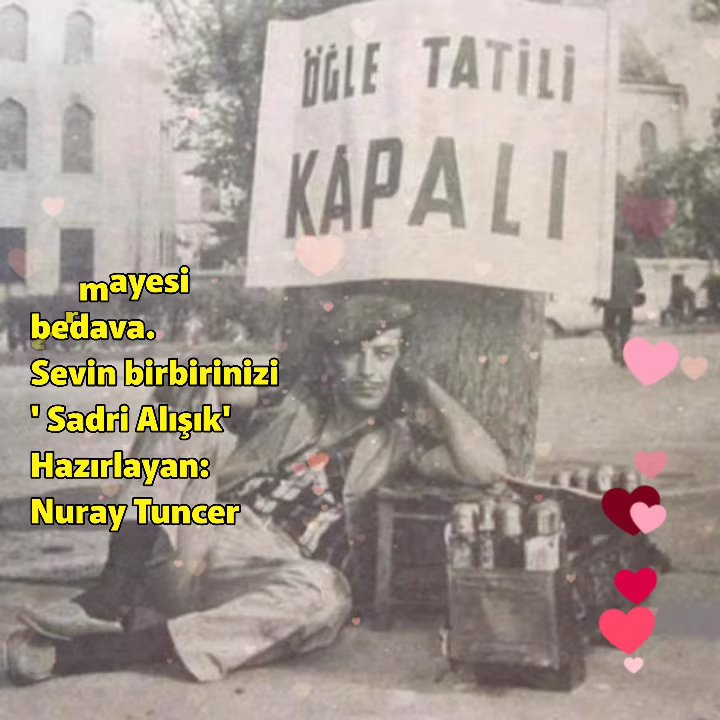 ÖĞLE TATİLİ
KAPALI
mayesi
bedava.
Sevin birbirinizi
' Sadri Alışık'
Hazırlayan:
Nuray Tuncer